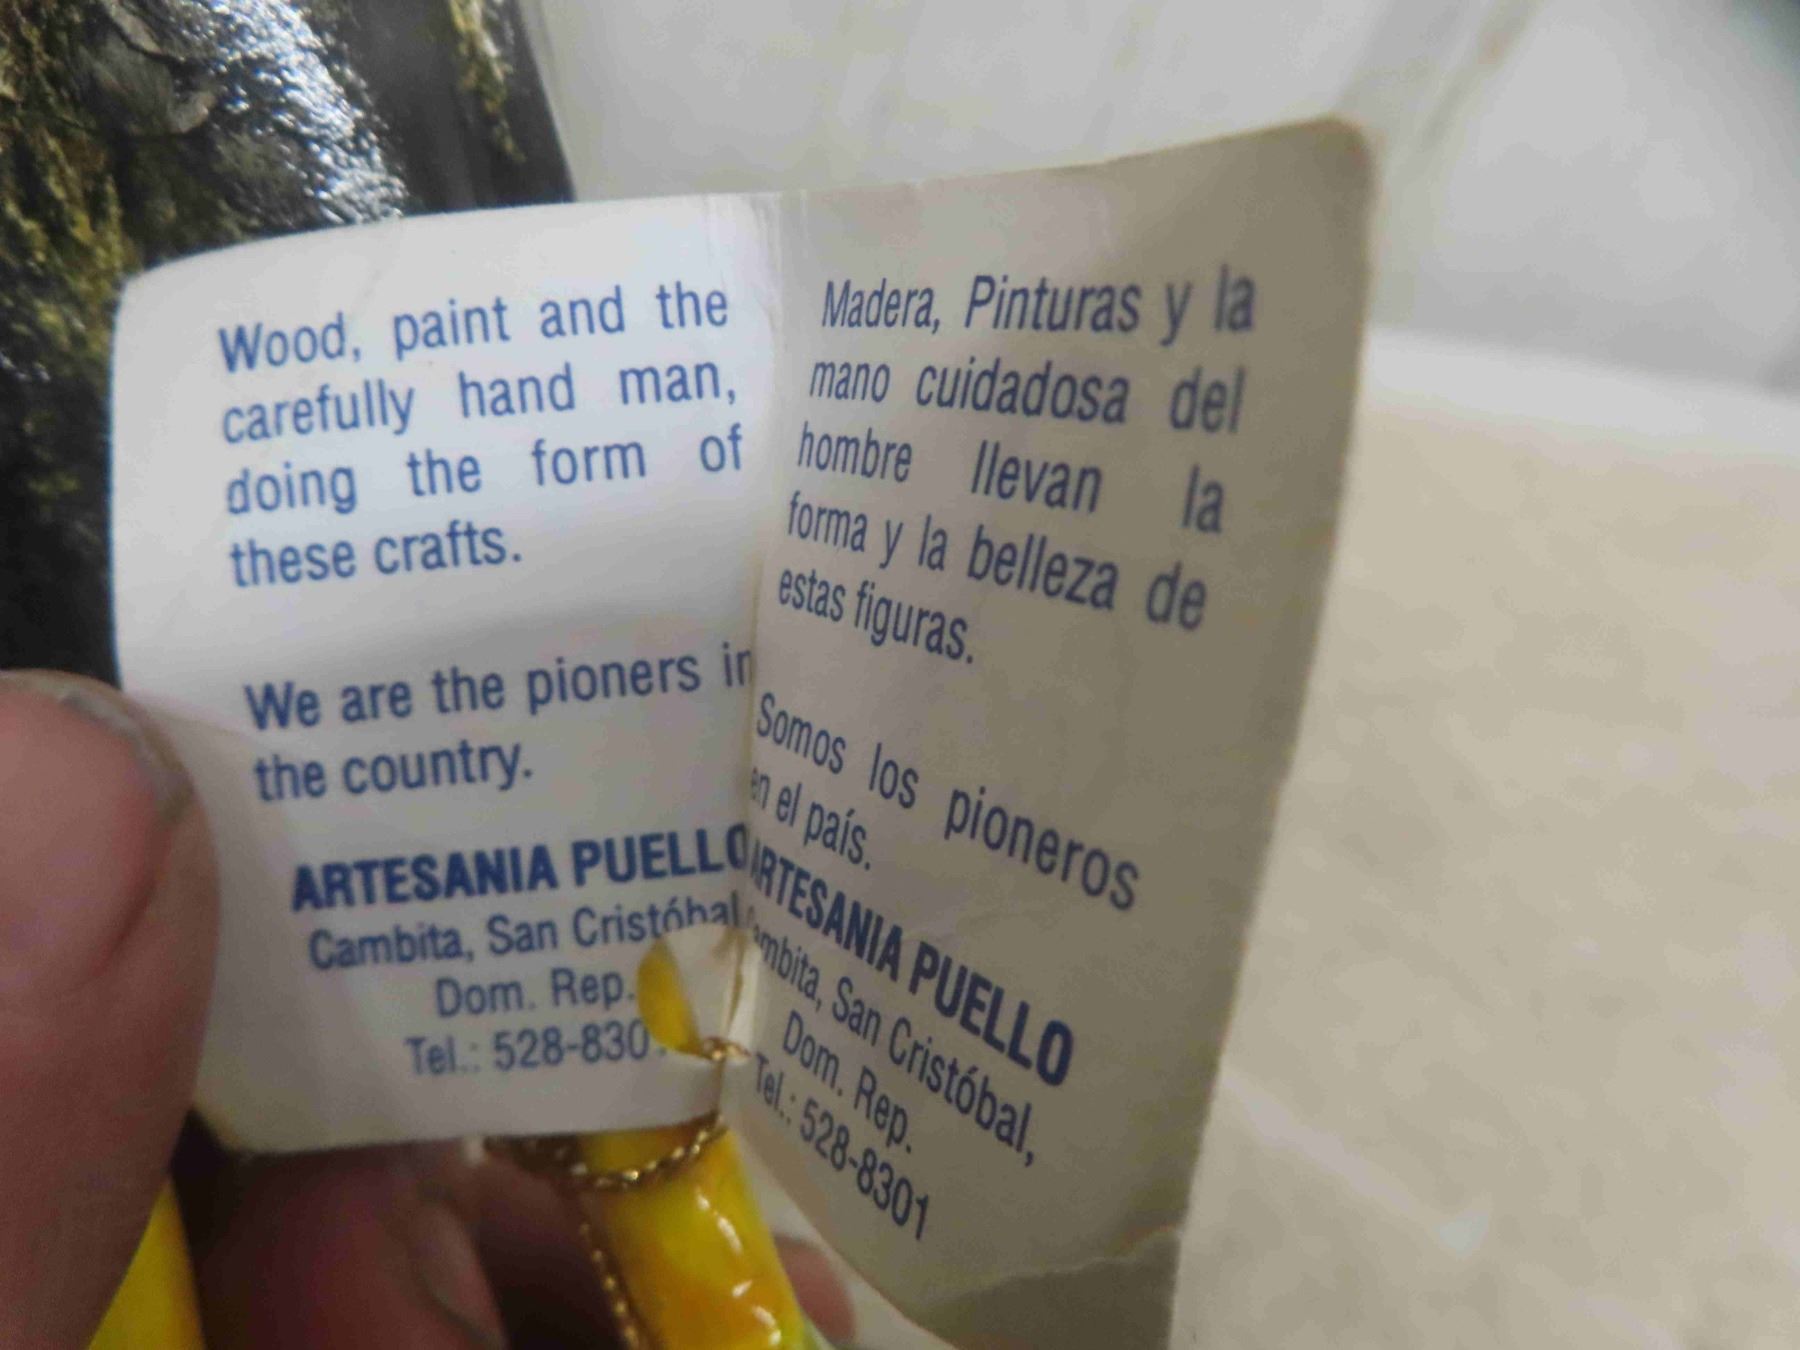 Wood, paint and the
carefully hand man,
doing the form of
these crafts.
We are the pioners in
the country.
ARTESANIA PUELLO
Cambita, San Cristóbal
Dom. Rep.
Tel.: 528-830
Madera, Pinturas y la
mano cuidadosa del
hombre llevan la
forma y la belleza de
estas figuras.
Somos los pioneros
en el país.
ARTESANIA PUELLO
Cambita, San Cristóbal,
Dom. Rep.
Tel.: 528-8301